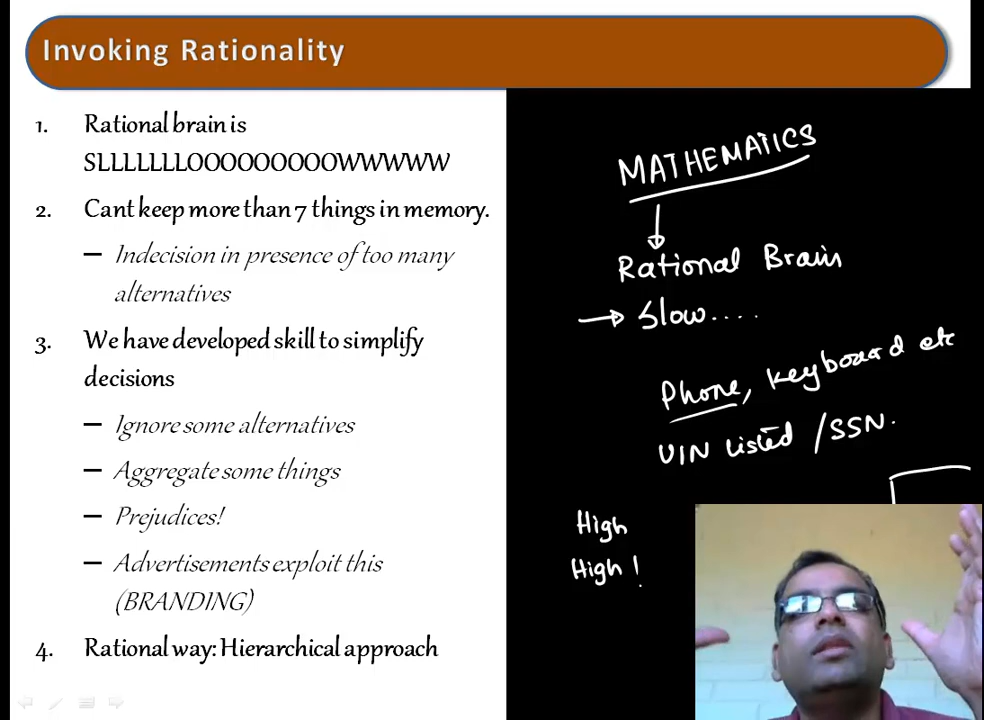 Invoking Rationality
1. Rational brain is
SLLLLLLLOOOOOOOOOWWWWW
2. Cant keep more than 7 things in memory.
– Indecision in presence of too many
alternatives
3. We have developed skill to simplify
decisions
– Ignore some alternatives
– Aggregate some things
– Prejudices!
– Advertisements exploit this
(BRANDING)
4. Rational way: Hierarchical approach
MATHEMATICS
Rational Brain
→ Slow....
Phone, Keyboard etc
UIN Listed /SSN.
High
High !